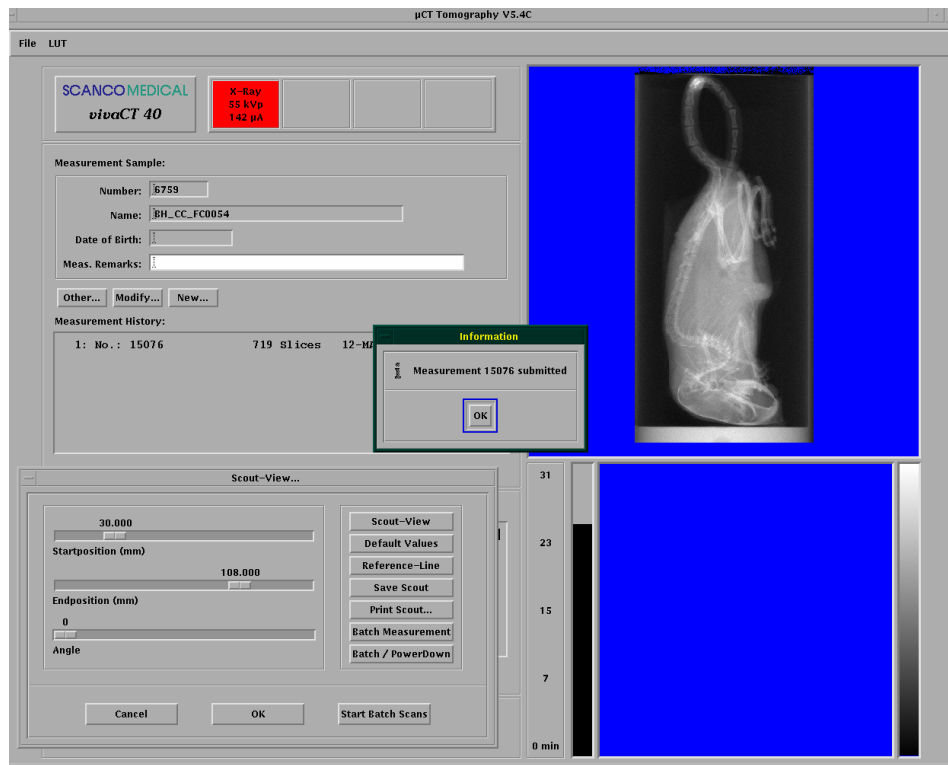 µCT Tomography V5.4C
File LUT
SCANCO MEDICAL
vivaCT 40
X-Ray
55 kVp
142 µA
Measurement Sample:
Number: 6759
Name: BH_CC_FC0054
Date of Birth:
Meas. Remarks:
Other... Modify... New...
Measurement History:
1: No.: 15076 719 Slices 12-MA
Information
Measurement 15076 submitted
OK
Scout-View...
30.000
Startposition (mm)
108.000
Endposition (mm)
0
Angle
Scout-View
Default Values
Reference-Line
Save Scout
Print Scout...
Batch Measurement
Batch / PowerDown
Cancel OK Start Batch Scans
31
23
15
7
0 min